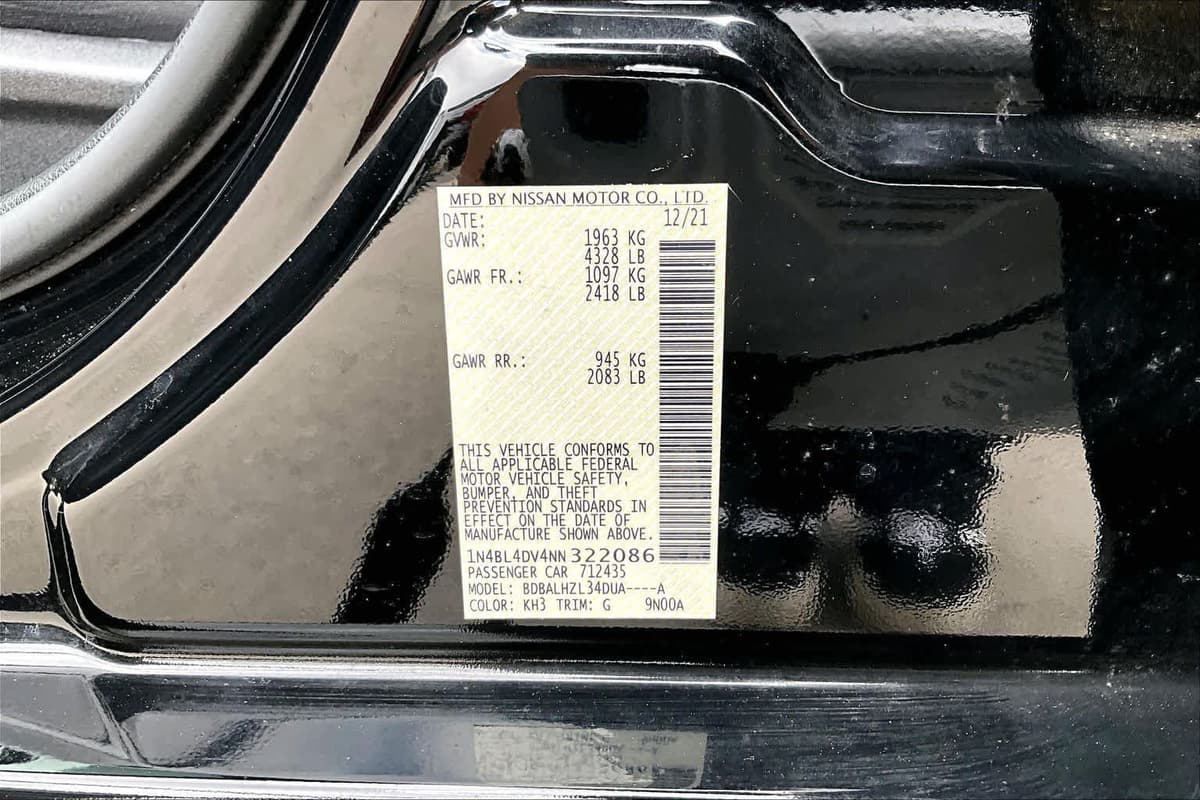 MFD BY NISSAN MOTOR CO., LTD.
DATE: 12/21
GVWR: 1963 KG
4328 LB
GAWR FR.: 1097 KG
2418 LB
GAWR RR.: 945 KG
2083 LB
THIS VEHICLE CONFORMS TO
ALL APPLICABLE FEDERAL
MOTOR VEHICLE SAFETY,
BUMPER, AND THEFT
PREVENTION STANDARDS IN
EFFECT ON THE DATE OF
MANUFACTURE SHOWN ABOVE.
1N4BL4DV4NN322086
PASSENGER CAR 712435
MODEL: BDBALHZL34DUA----A
COLOR: KH3 TRIM: G 9N00A